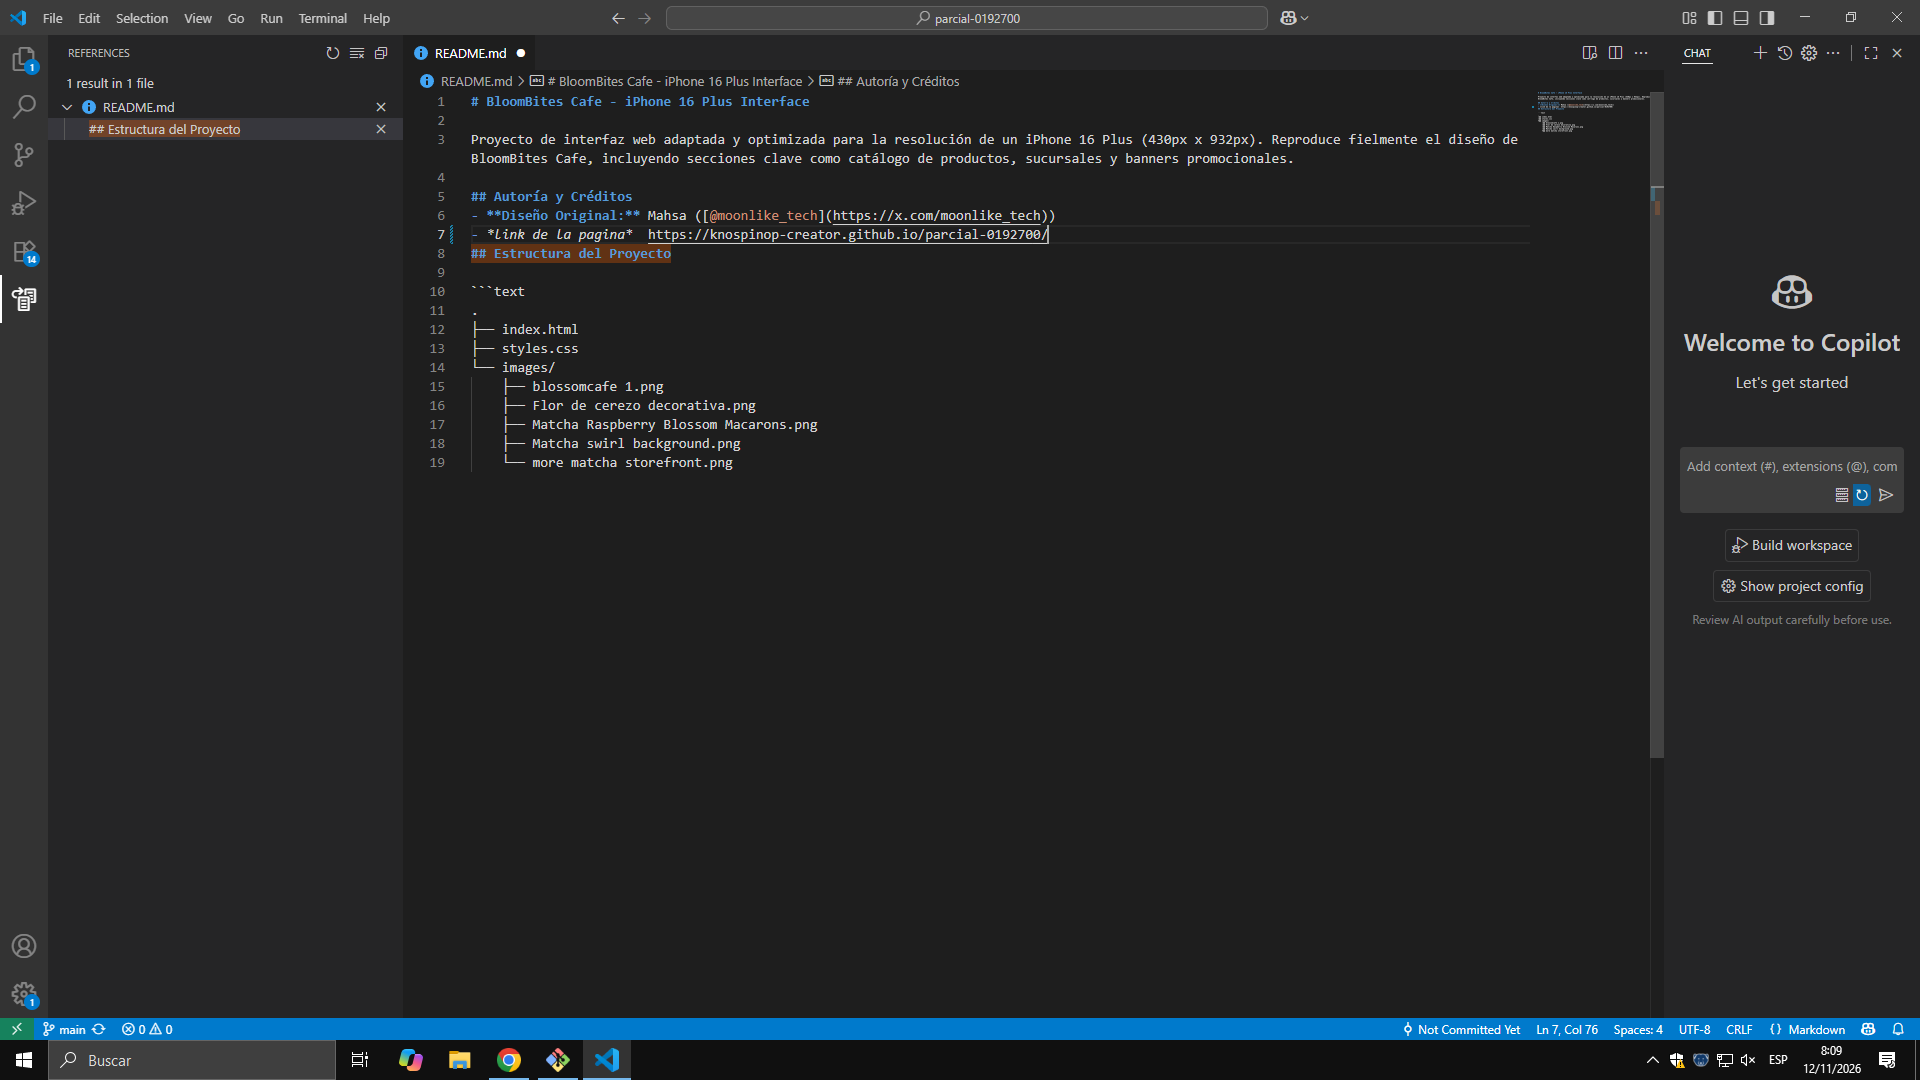 File Edit Selection View Go Run Terminal Help
parcial-0192700
REFERENCES
1 result in 1 file
README.md
## Estructura del Proyecto
README.md
README.md > # BloomBites Cafe - iPhone 16 Plus Interface > ## Autoría y Créditos
1 # BloomBites Cafe - iPhone 16 Plus Interface
2
3 Proyecto de interfaz web adaptada y optimizada para la resolución de un iPhone 16 Plus (430px x 932px). Reproduce fielmente el diseño de
BloomBites Cafe, incluyendo secciones clave como catálogo de productos, sucursales y banners promocionales.
4
5 ## Autoría y Créditos
6 - **Diseño Original:** Mahsa ([@moonlike_tech](https://x.com/moonlike_tech))
7 - *link de la pagina*  https://knospinop-creator.github.io/parcial-0192700/
8 ## Estructura del Proyecto
9
10 ```text
11 .
12 ├── index.html
13 ├── styles.css
14 └── images/
15     ├── blossomcafe 1.png
16     ├── Flor de cerezo decorativa.png
17     ├── Matcha Raspberry Blossom Macarons.png
18     ├── Matcha swirl background.png
19     └── more matcha storefront.png
CHAT
Welcome to Copilot
Let's get started
Add context (#), extensions (@), com
Build workspace
Show project config
Review AI output carefully before use.
1
14
1
main
0 0
Not Committed Yet
Ln 7, Col 76
Spaces: 4
UTF-8
CRLF
{} Markdown
Buscar
ESP
8:09
12/11/2026